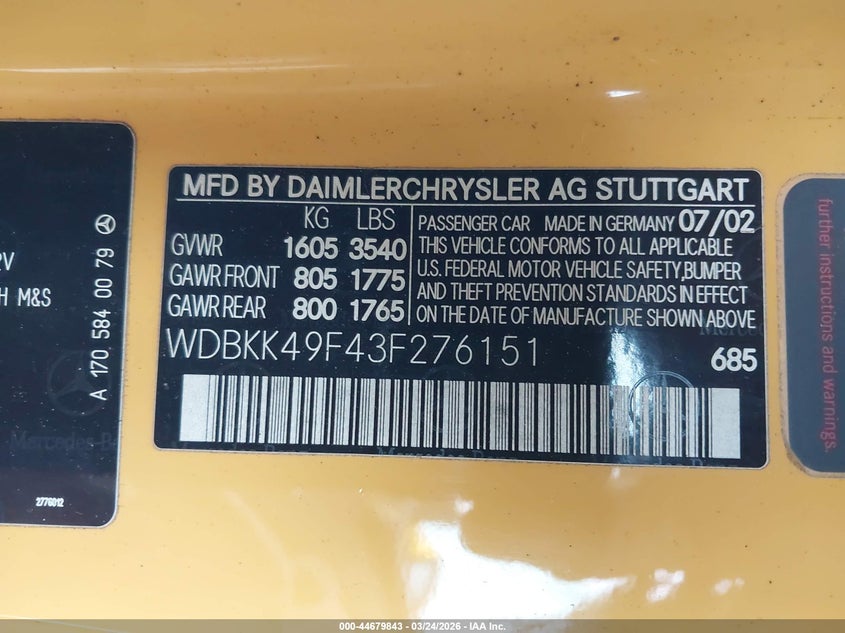 MFD BY DAIMLERCHRYSLER AG STUTTGART
KG LBS
GVWR 1605 3540
GAWR FRONT 805 1775
GAWR REAR 800 1765
PASSENGER CAR MADE IN GERMANY 07/02
THIS VEHICLE CONFORMS TO ALL APPLICABLE
U.S. FEDERAL MOTOR VEHICLE SAFETY,BUMPER
AND THEFT PREVENTION STANDARDS IN EFFECT
ON THE DATE OF MANUFACTURE SHOWN ABOVE
WDBKK49F43F276151
685
H M&S
A 170 584 00 79
2776012
further instructions and warnings.
000-44679843 - 03/24/2026 - IAA Inc.